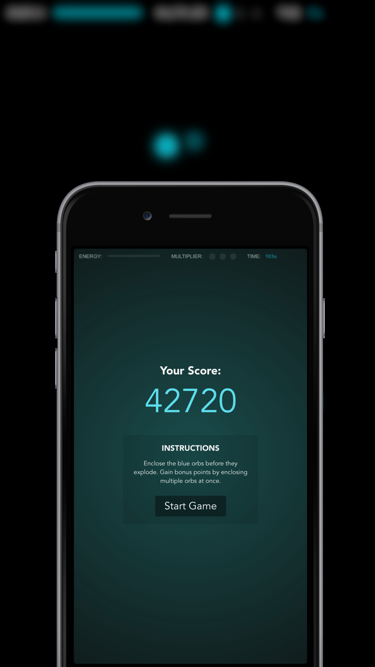 ENERGY: MULTIPLIER: TIME:
Your Score:
42720
INSTRUCTIONS
Enclose the blue orbs before they
explode. Gain bonus points by enclosing
multiple orbs at once.
Start Game